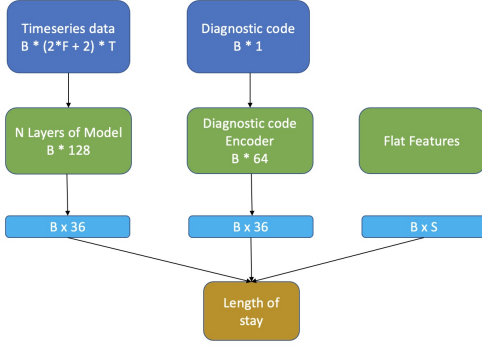 Timeseries data
B * (2*F + 2) * T
Diagnostic code
B * 1
N Layers of Model
B * 128
Diagnostic code
Encoder
B * 64
Flat Features
B x 36
B x 36
B x S
Length of
stay